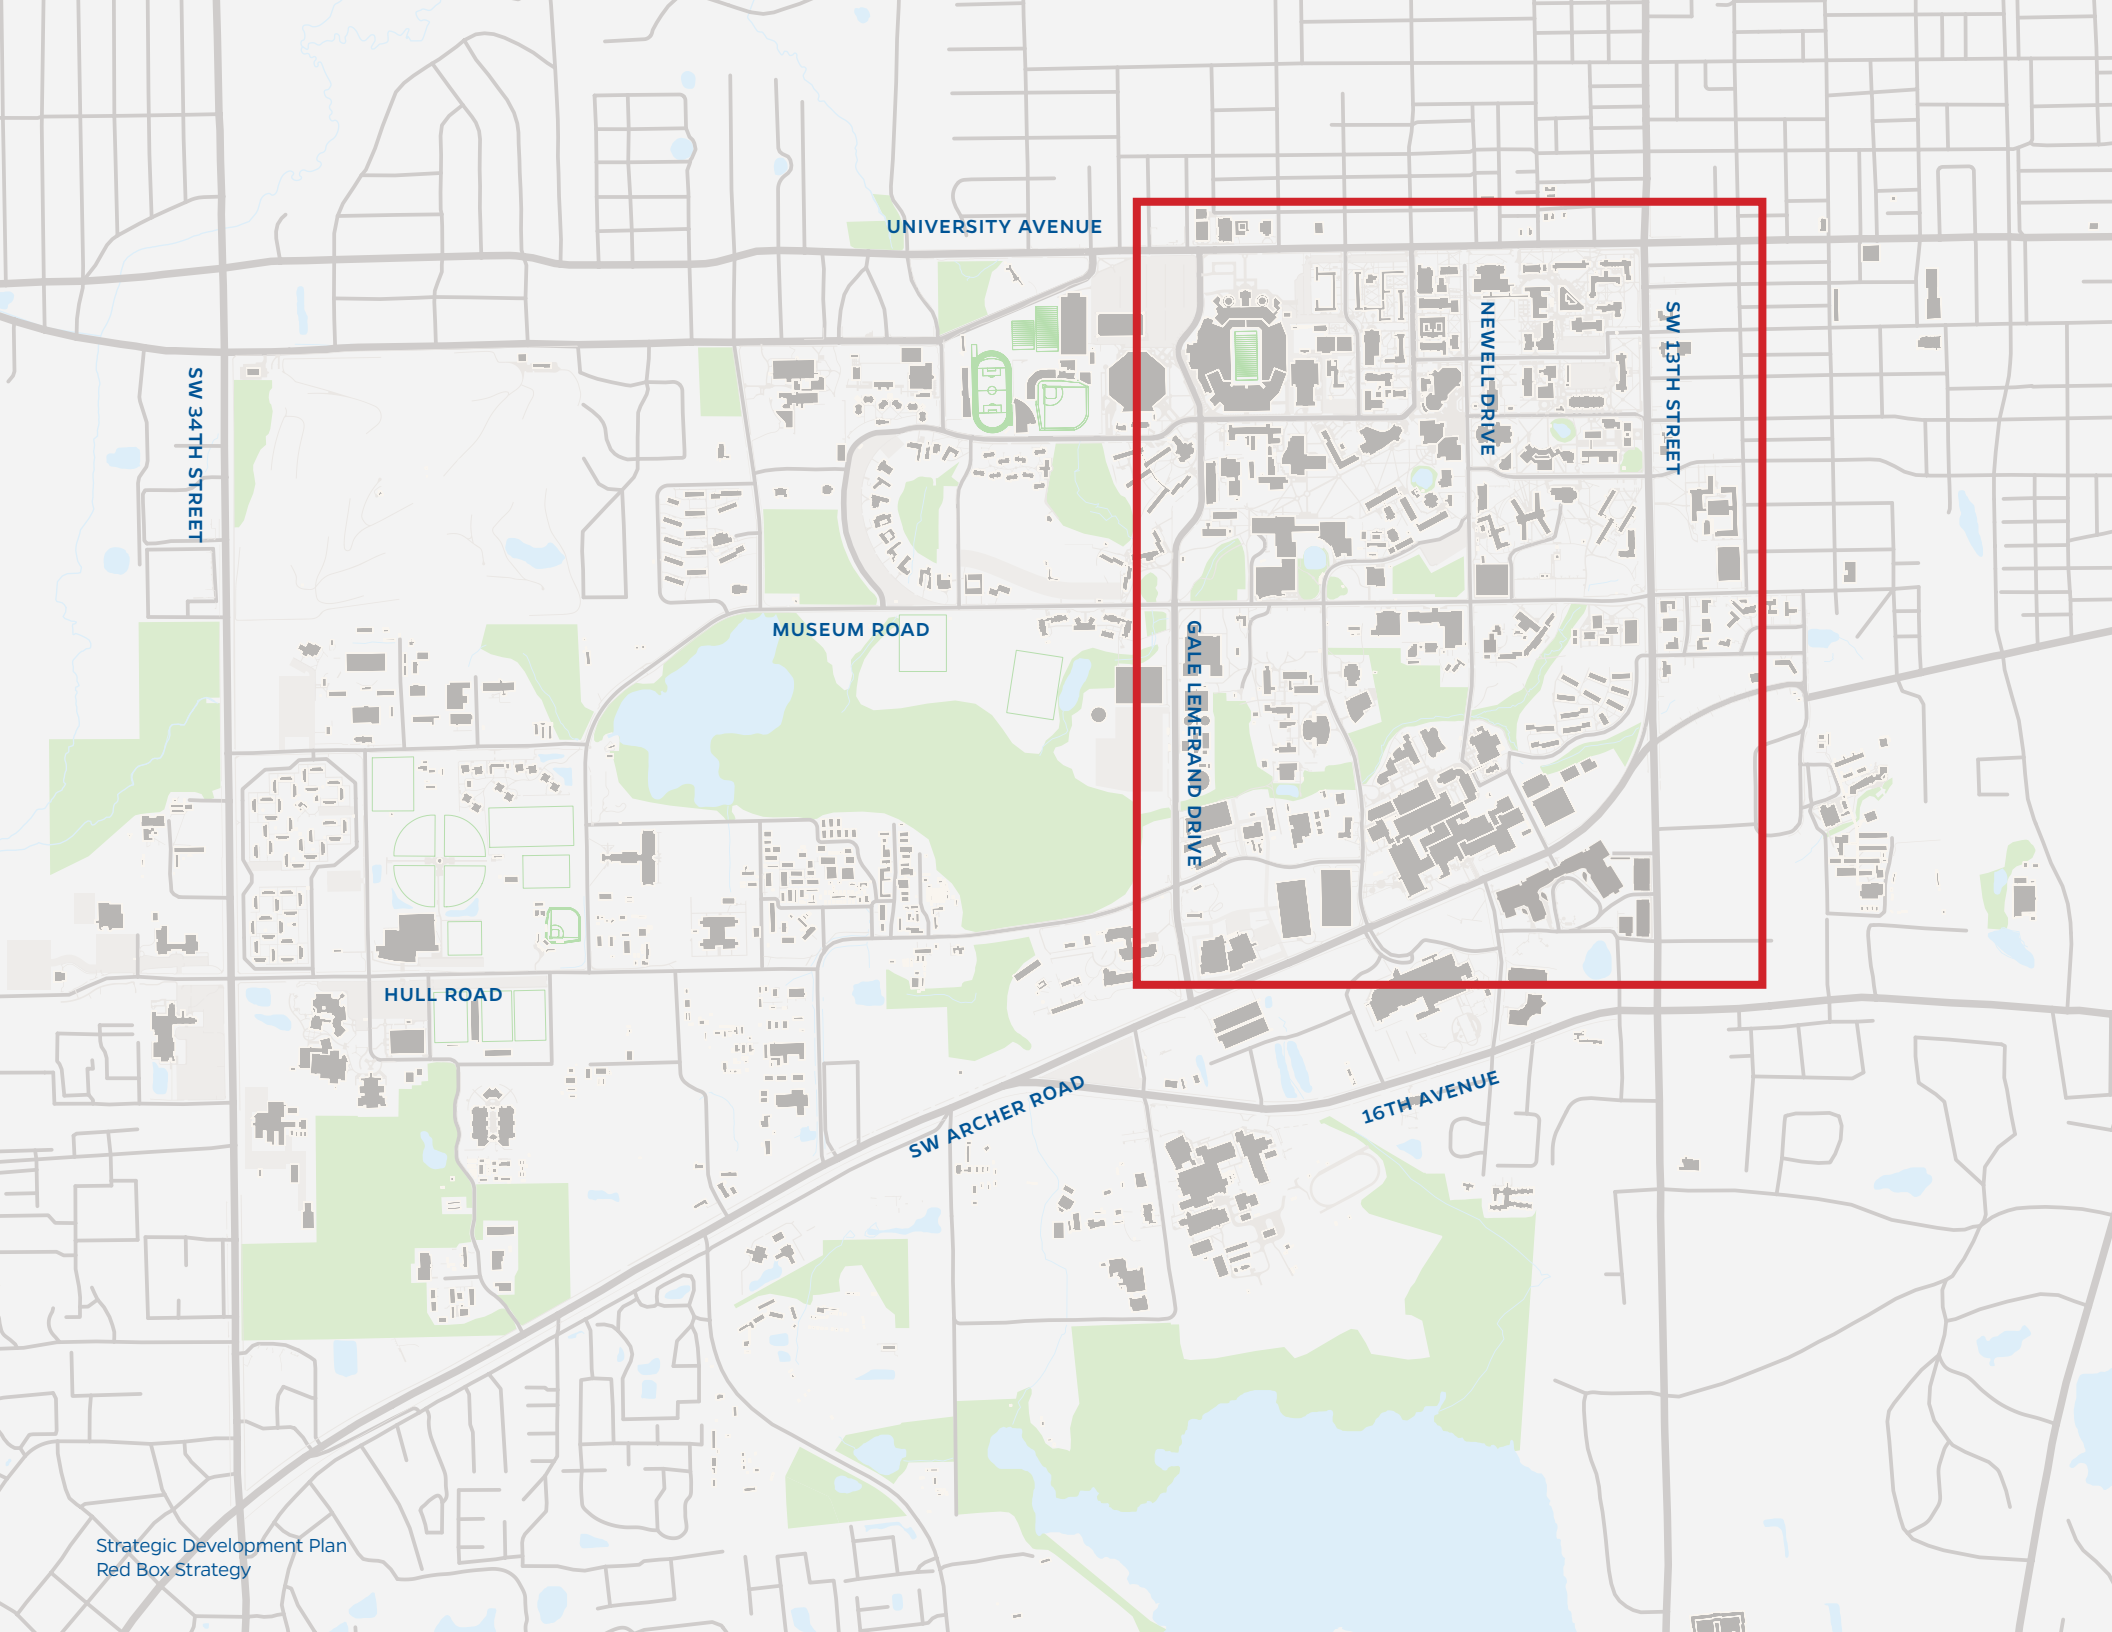 UNIVERSITY AVENUE
NEWELL DRIVE
SW 13TH STREET
SW 34TH STREET
MUSEUM ROAD
GALE LEMERAND DRIVE
HULL ROAD
SW ARCHER ROAD
16TH AVENUE
Strategic Development Plan
Red Box Strategy